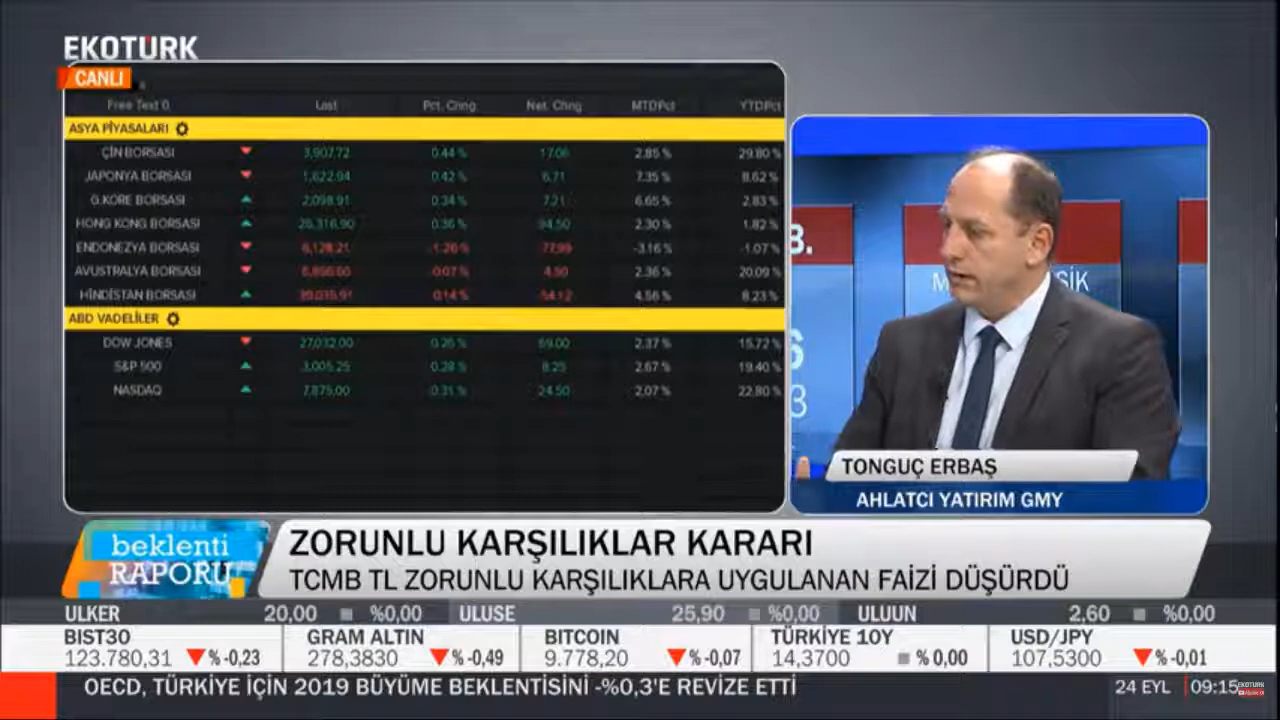 EKOTÜRK
CANLI
Free Text 0 Last Pct. Chng Net. Chng MTDPct YTDPct
ASYA PİYASALARI
ÇİN BORSASI 3,907.72 0.44 % 17.06 2.85 % 29.80 %
JAPONYA BORSASI 1,622.94 0.42 % 6.71 7.35 % 8.62 %
G.KORE BORSASI 2,098.91 0.34 % 7.21 6.65 % 2.83 %
HONG KONG BORSASI 26,316.90 0.36 % 94.50 2.30 % 1.82 %
ENDONEZYA BORSASI 6,128.21 -1.26 % -77.99 -3.16 % -1.07 %
AVUSTRALYA BORSASI -0.07 % 4.90 2.36 % 20.09 %
HİNDİSTAN BORSASI 39,035.91 0.14 % -54.12 4.56 % 8.23 %
ABD VADELİLER
DOW JONES 27,032.00 0.26 % 69.00 2.37 % 15.72 %
S&P 500 3,005.25 0.28 % 8.25 2.67 % 19.40 %
NASDAQ 7,875.00 0.31 % 24.50 2.07 % 22.80 %
TONGUÇ ERBAŞ
AHLATCI YATIRIM GMY
beklenti
RAPORU
ZORUNLU KARŞILIKLAR KARARI
TCMB TL ZORUNLU KARŞILIKLARA UYGULANAN FAİZİ DÜŞÜRDÜ
ULKER 20,00 %0,00 ULUSE 25,90 %0,00 ULUUN 2,60 %0,00
BIST30 GRAM ALTIN BITCOIN TÜRKİYE 10Y USD/JPY
123.780,31 % -0,23 278,3830 % -0,49 9.778,20 % -0,07 14,3700 % 0,00 107,5300 % -0,01
OECD, TÜRKİYE İÇİN 2019 BÜYÜME BEKLENTİSİNİ -%0,3'E REVİZE ETTİ 24 EYL 09:15
EKOTÜRK